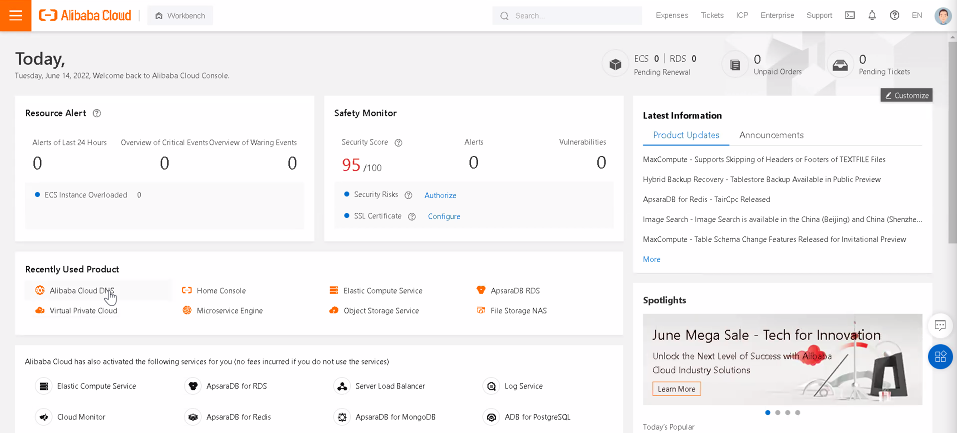 Alibaba Cloud
Workbench
Search
Expenses Tickets ICP Enterprise Support EN
Today,
Tuesday, June 14, 2022, Welcome back to Alibaba Cloud Console.
ECS 0 | RDS 0
Pending Renewal
0
Unpaid Orders
0
Pending Tickets
Customize
Resource Alert
Alerts of Last 24 Hours Overview of Critical Events Overview of Waring Events
0 0 0
ECS Instance Overloaded 0
Safety Monitor
Security Score Alerts Vulnerabilities
95 /100 0 0
Security Risks Authorize
SSL Certificate Configure
Latest Information
Product Updates Announcements
MaxCompute - Supports Skipping of Headers or Footers of TEXTFILE Files
Hybrid Backup Recovery - Tablestore Backup Available in Public Preview
ApsaraDB for Redis - TairCpc Released
Image Search - Image Search is available in the China (Beijing) and China (Shenzhe...
MaxCompute - Table Schema Change Features Released for Invitational Preview
More
Recently Used Product
Alibaba Cloud DNS Home Console Elastic Compute Service ApsaraDB RDS
Virtual Private Cloud Microservice Engine Object Storage Service File Storage NAS
Alibaba Cloud has also activated the following services for you (no fees incurred if you do not use the services)
Elastic Compute Service ApsaraDB for RDS Server Load Balancer Log Service
Cloud Monitor ApsaraDB for Redis ApsaraDB for MongoDB ADB for PostgreSQL
Spotlights
June Mega Sale - Tech for Innovation
Unlock the Next Level of Success with Alibaba
Cloud Industry Solutions
Learn More
Today's Popular